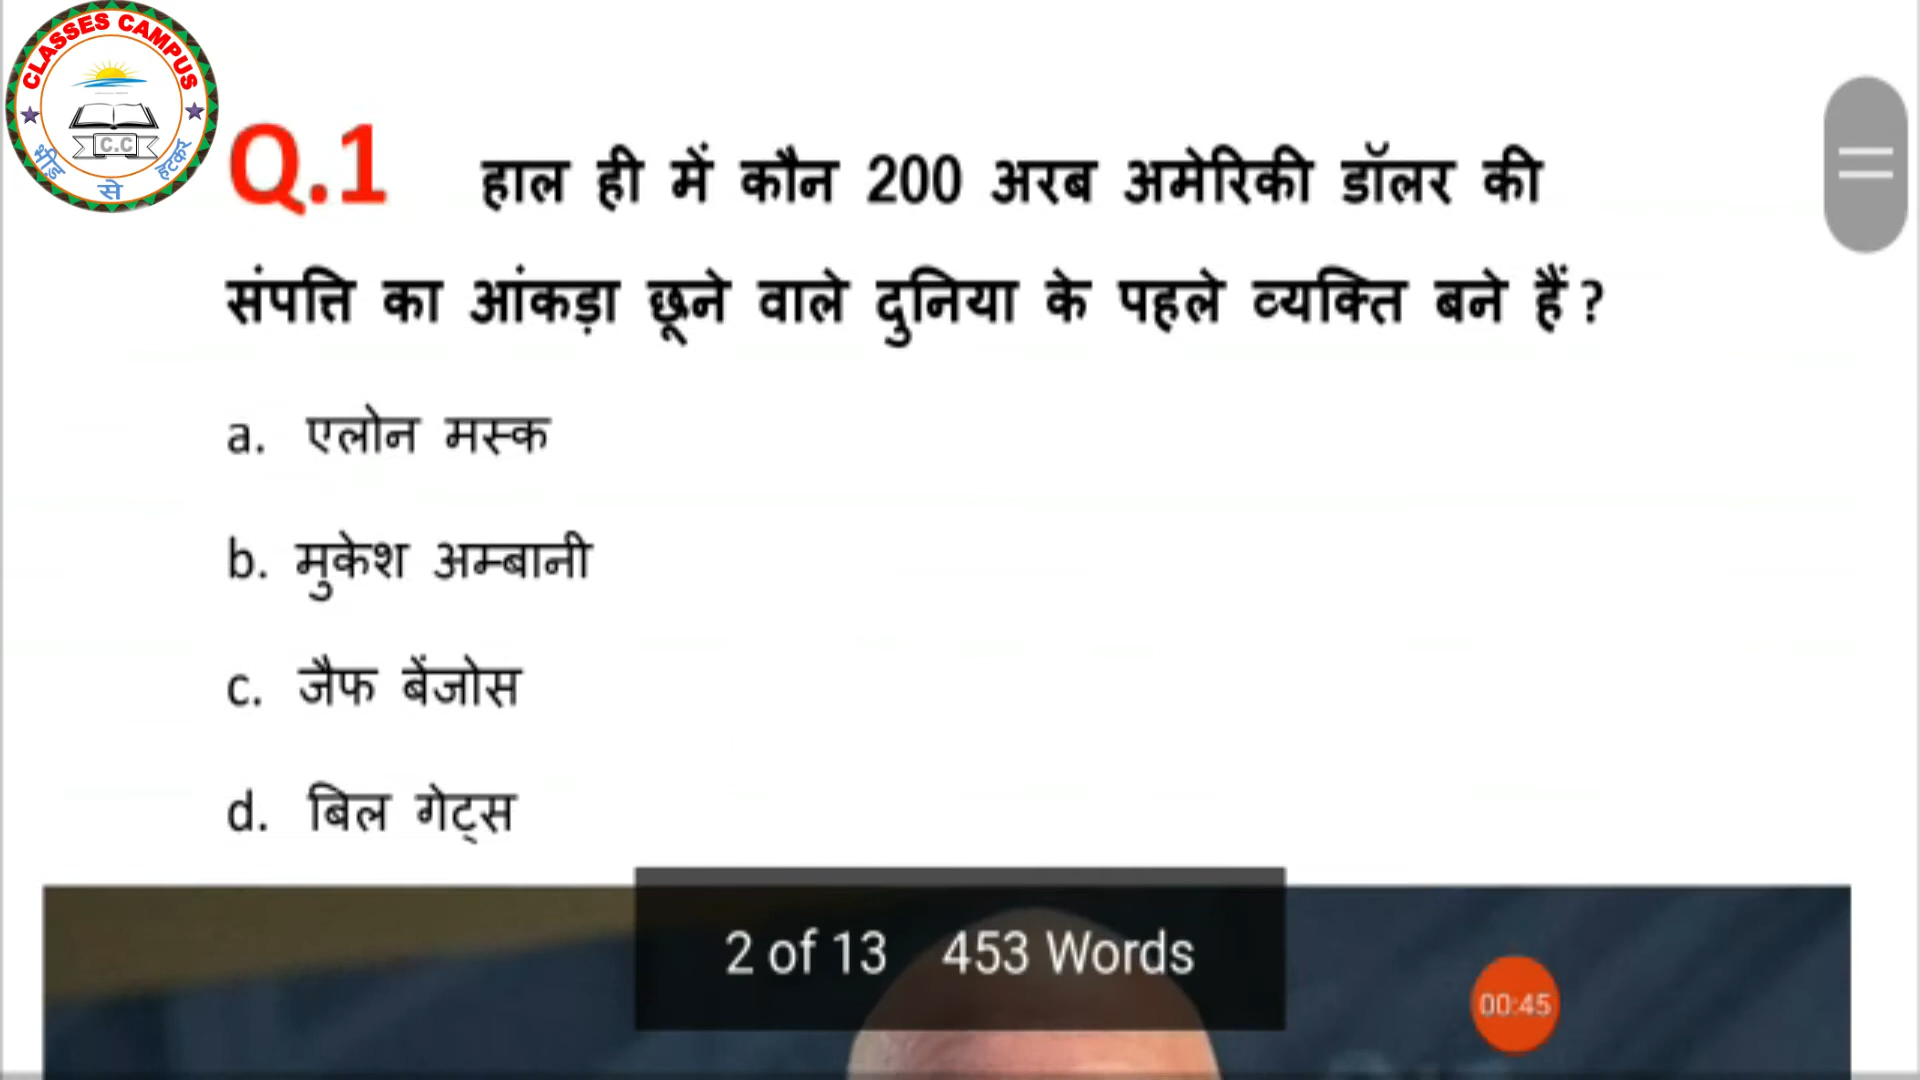 CLASSES CAMPUS
C.C
भीड़ से हटकर
Q.1 हाल ही में कौन 200 अरब अमेरिकी डॉलर की
संपत्ति का आंकड़ा छूने वाले दुनिया के पहले व्यक्ति बने हैं ?
a. एलोन मस्क
b. मुकेश अम्बानी
c. जैफ बेंजोस
d. बिल गेट्स
2 of 13 453 Words
00:45